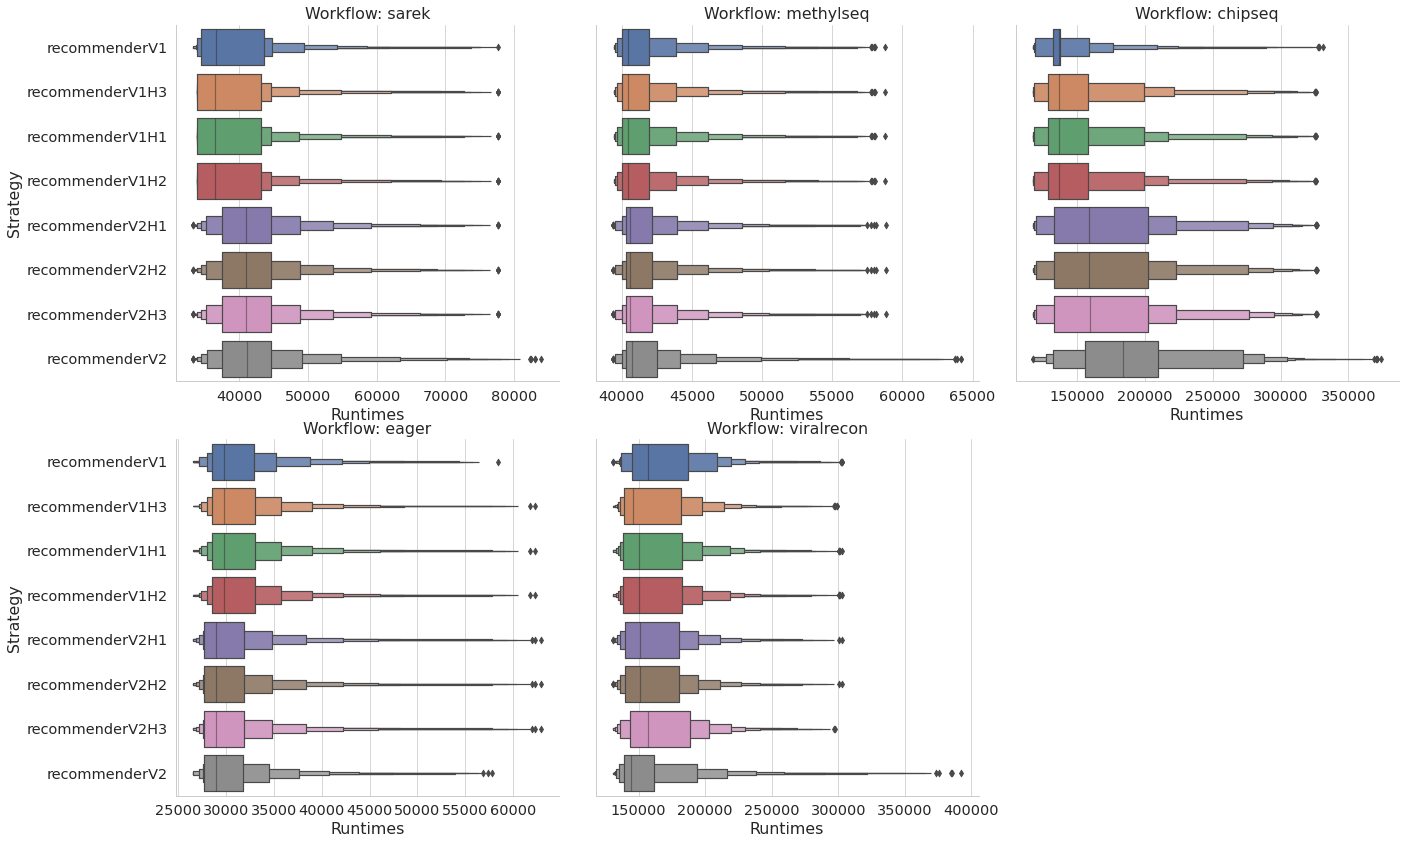 Workflow: sarek
Workflow: methylseq
Workflow: chipseq
Strategy
recommenderV1
recommenderV1H3
recommenderV1H1
recommenderV1H2
recommenderV2H1
recommenderV2H2
recommenderV2H3
recommenderV2
40000 50000 60000 70000 80000
40000 45000 50000 55000 60000 65000
150000 200000 250000 300000 350000
Runtimes
Runtimes
Runtimes
Workflow: eager
Workflow: viralrecon
Strategy
recommenderV1
recommenderV1H3
recommenderV1H1
recommenderV1H2
recommenderV2H1
recommenderV2H2
recommenderV2H3
recommenderV2
25000 30000 35000 40000 45000 50000 55000 60000
150000 200000 250000 300000 350000 400000
Runtimes
Runtimes